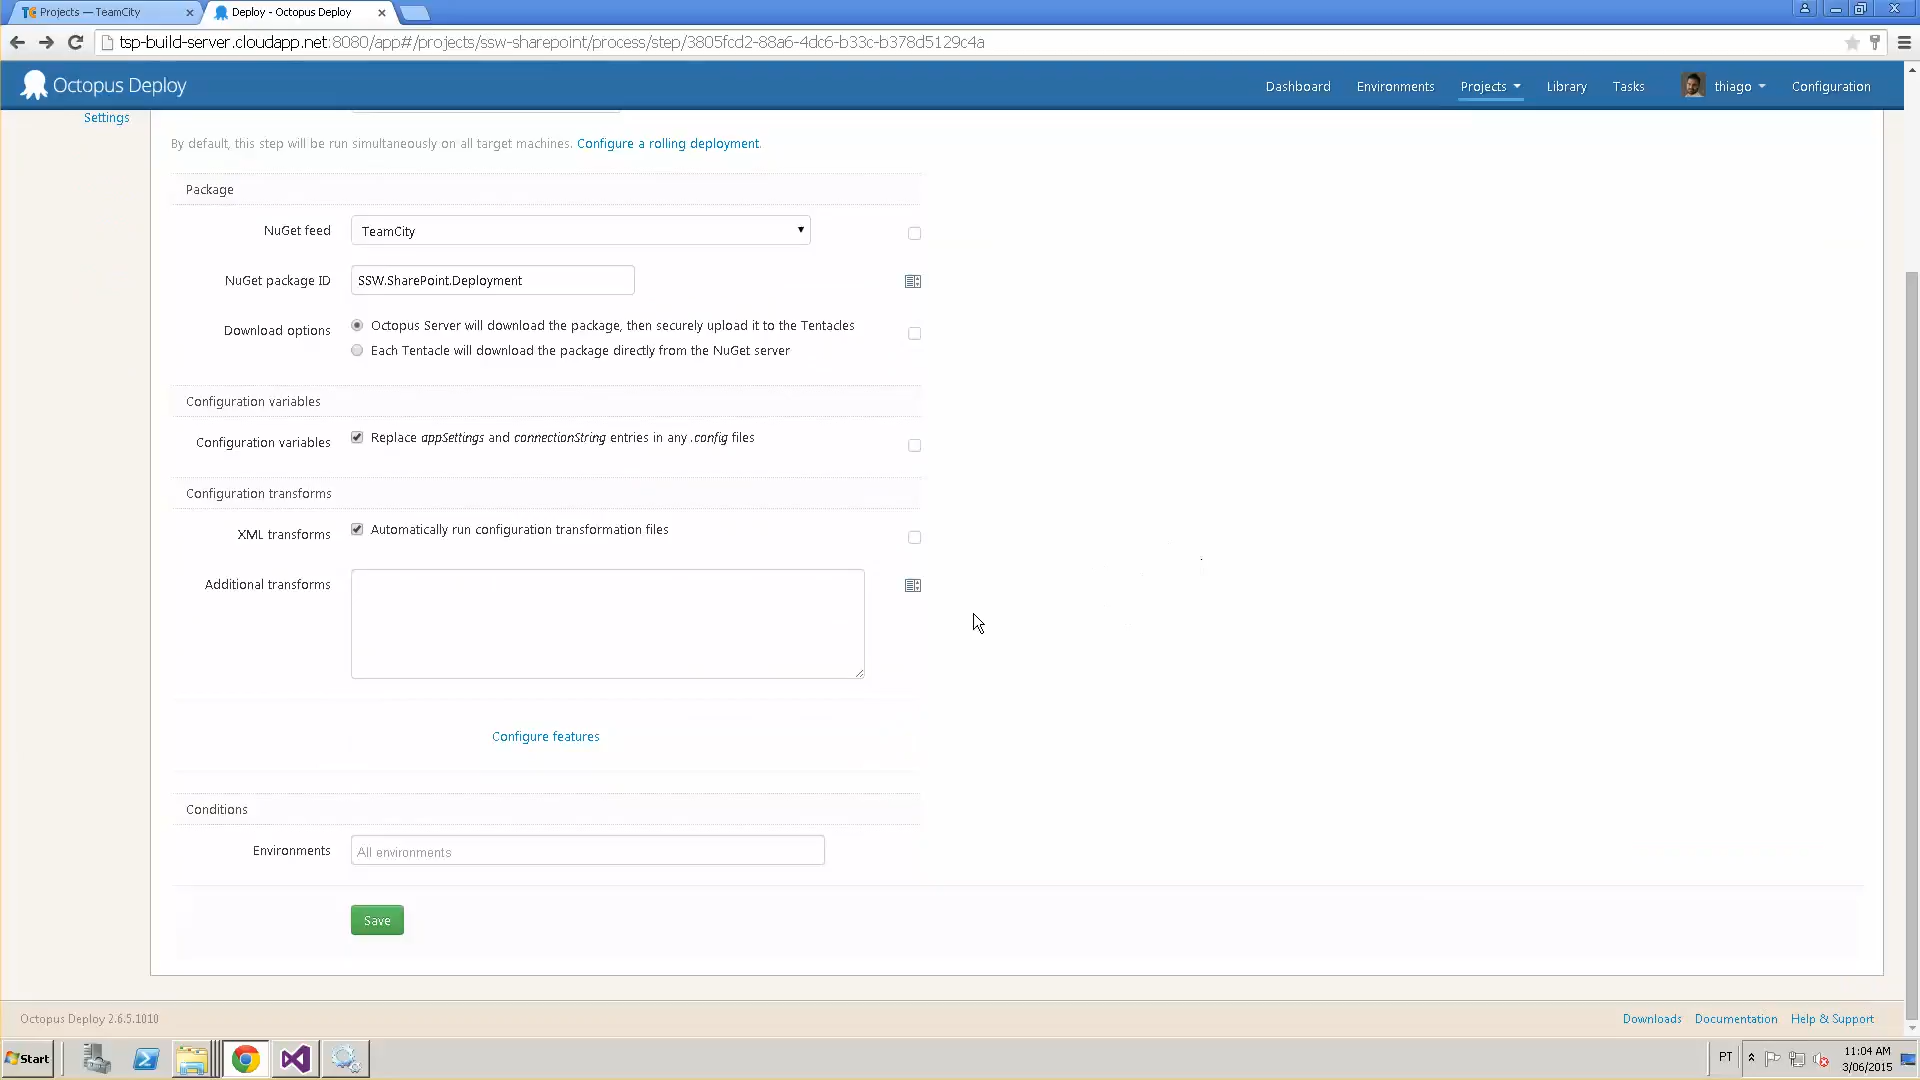 Projects — TeamCity
Deploy - Octopus Deploy
tsp-build-server.cloudapp.net:8080/app#/projects/ssw-sharepoint/process/step/3805fcd2-88a6-4dc6-b33c-b378d5129c4a
Octopus Deploy
Dashboard
Environments
Projects
Library
Tasks
thiago
Configuration
Settings
By default, this step will be run simultaneously on all target machines. Configure a rolling deployment.
Package
NuGet feed
TeamCity
NuGet package ID
SSW.SharePoint.Deployment
Download options
Octopus Server will download the package, then securely upload it to the Tentacles
Each Tentacle will download the package directly from the NuGet server
Configuration variables
Configuration variables
Replace appSettings and connectionString entries in any .config files
Configuration transforms
XML transforms
Automatically run configuration transformation files
Additional transforms
Configure features
Conditions
Environments
All environments
Save
Octopus Deploy 2.6.5.1010
Downloads
Documentation
Help & Support
Start
PT
11:04 AM
3/06/2015